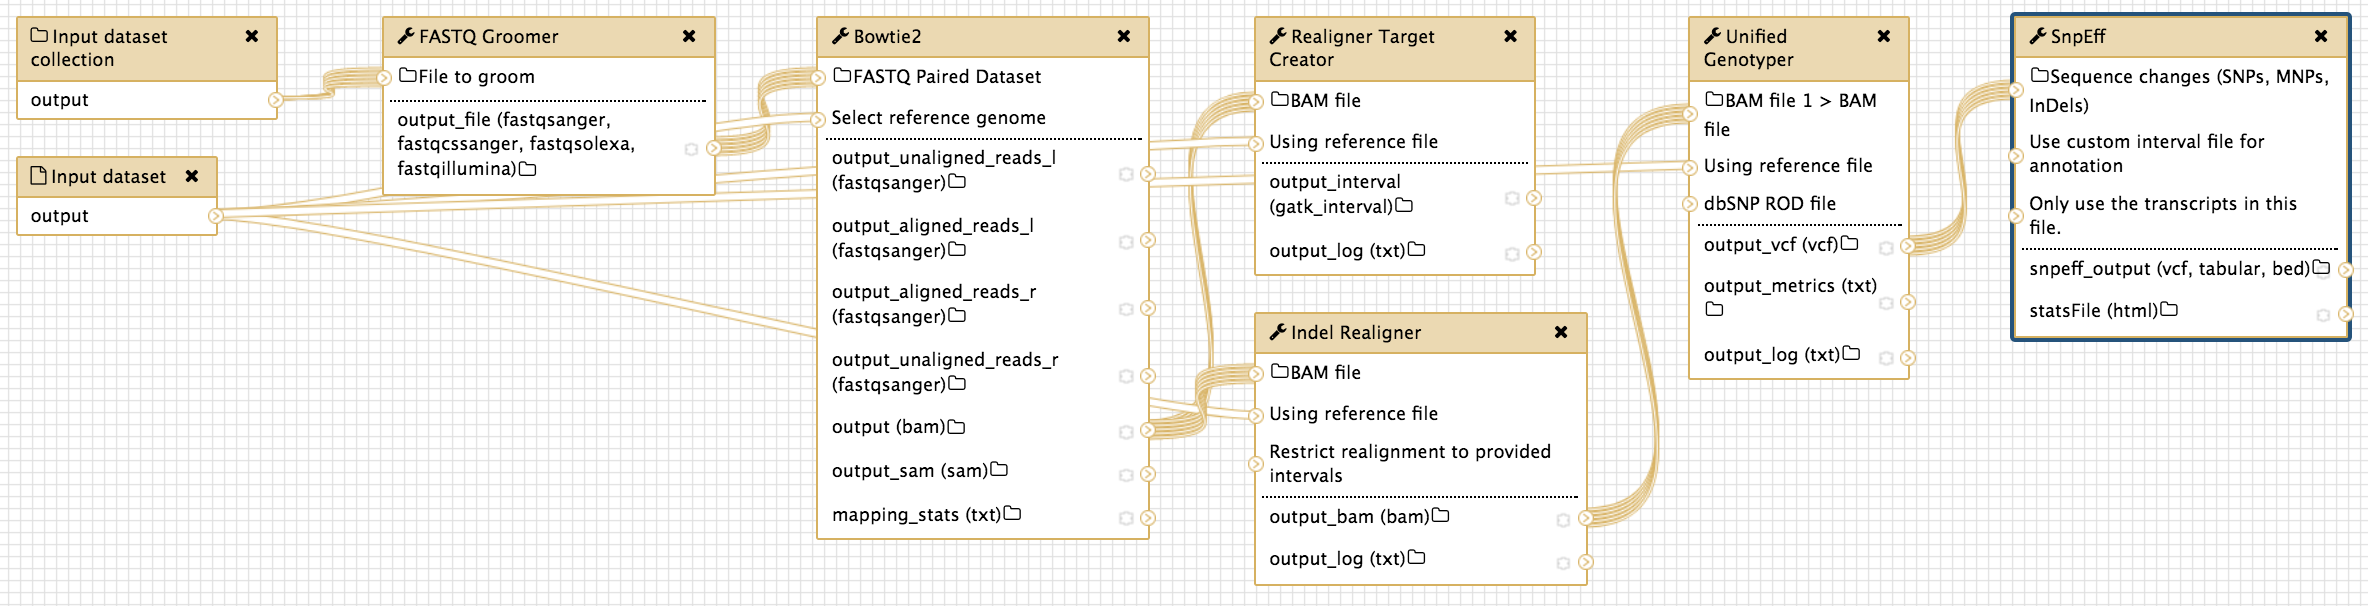 Input dataset
collection
output
Input dataset
output
FASTQ Groomer
File to groom
output_file (fastqsanger,
fastqcssanger, fastqsolexa,
fastqillumina)
Bowtie2
FASTQ Paired Dataset
Select reference genome
output_unaligned_reads_l
(fastqsanger)
output_aligned_reads_l
(fastqsanger)
output_aligned_reads_r
(fastqsanger)
output_unaligned_reads_r
(fastqsanger)
output (bam)
output_sam (sam)
mapping_stats (txt)
Realigner Target
Creator
BAM file
Using reference file
output_interval
(gatk_interval)
output_log (txt)
Indel Realigner
BAM file
Using reference file
Restrict realignment to provided
intervals
output_bam (bam)
output_log (txt)
Unified
Genotyper
BAM file 1 > BAM
file
Using reference file
dbSNP ROD file
output_vcf (vcf)
output_metrics (txt)
output_log (txt)
SnpEff
Sequence changes (SNPs, MNPs,
InDels)
Use custom interval file for
annotation
Only use the transcripts in this
file.
snpeff_output (vcf, tabular, bed)
statsFile (html)